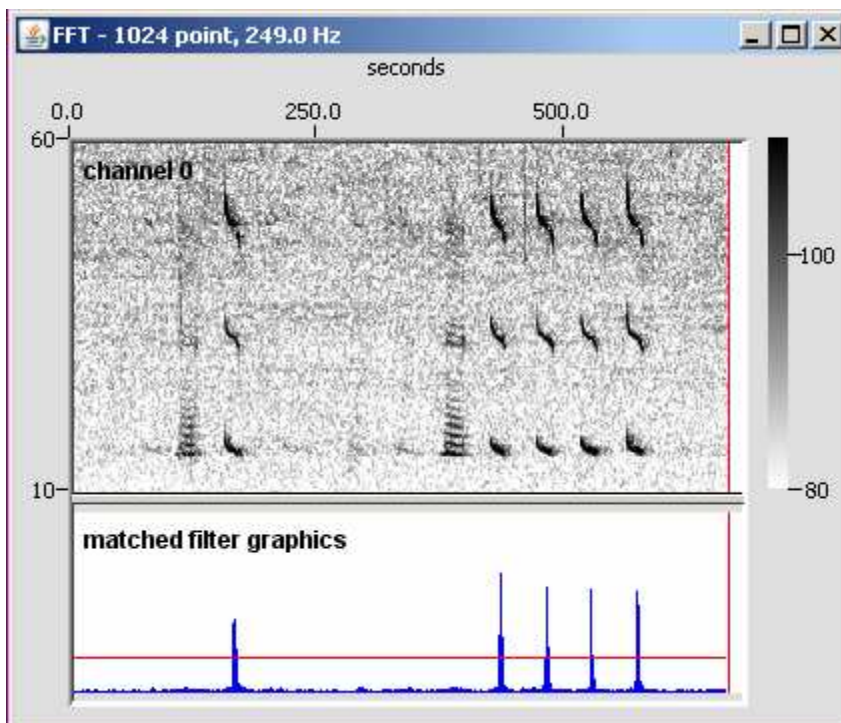 FFT - 1024 point, 249.0 Hz
seconds
0.0 250.0 500.0
60
channel 0
100
10
80
matched filter graphics